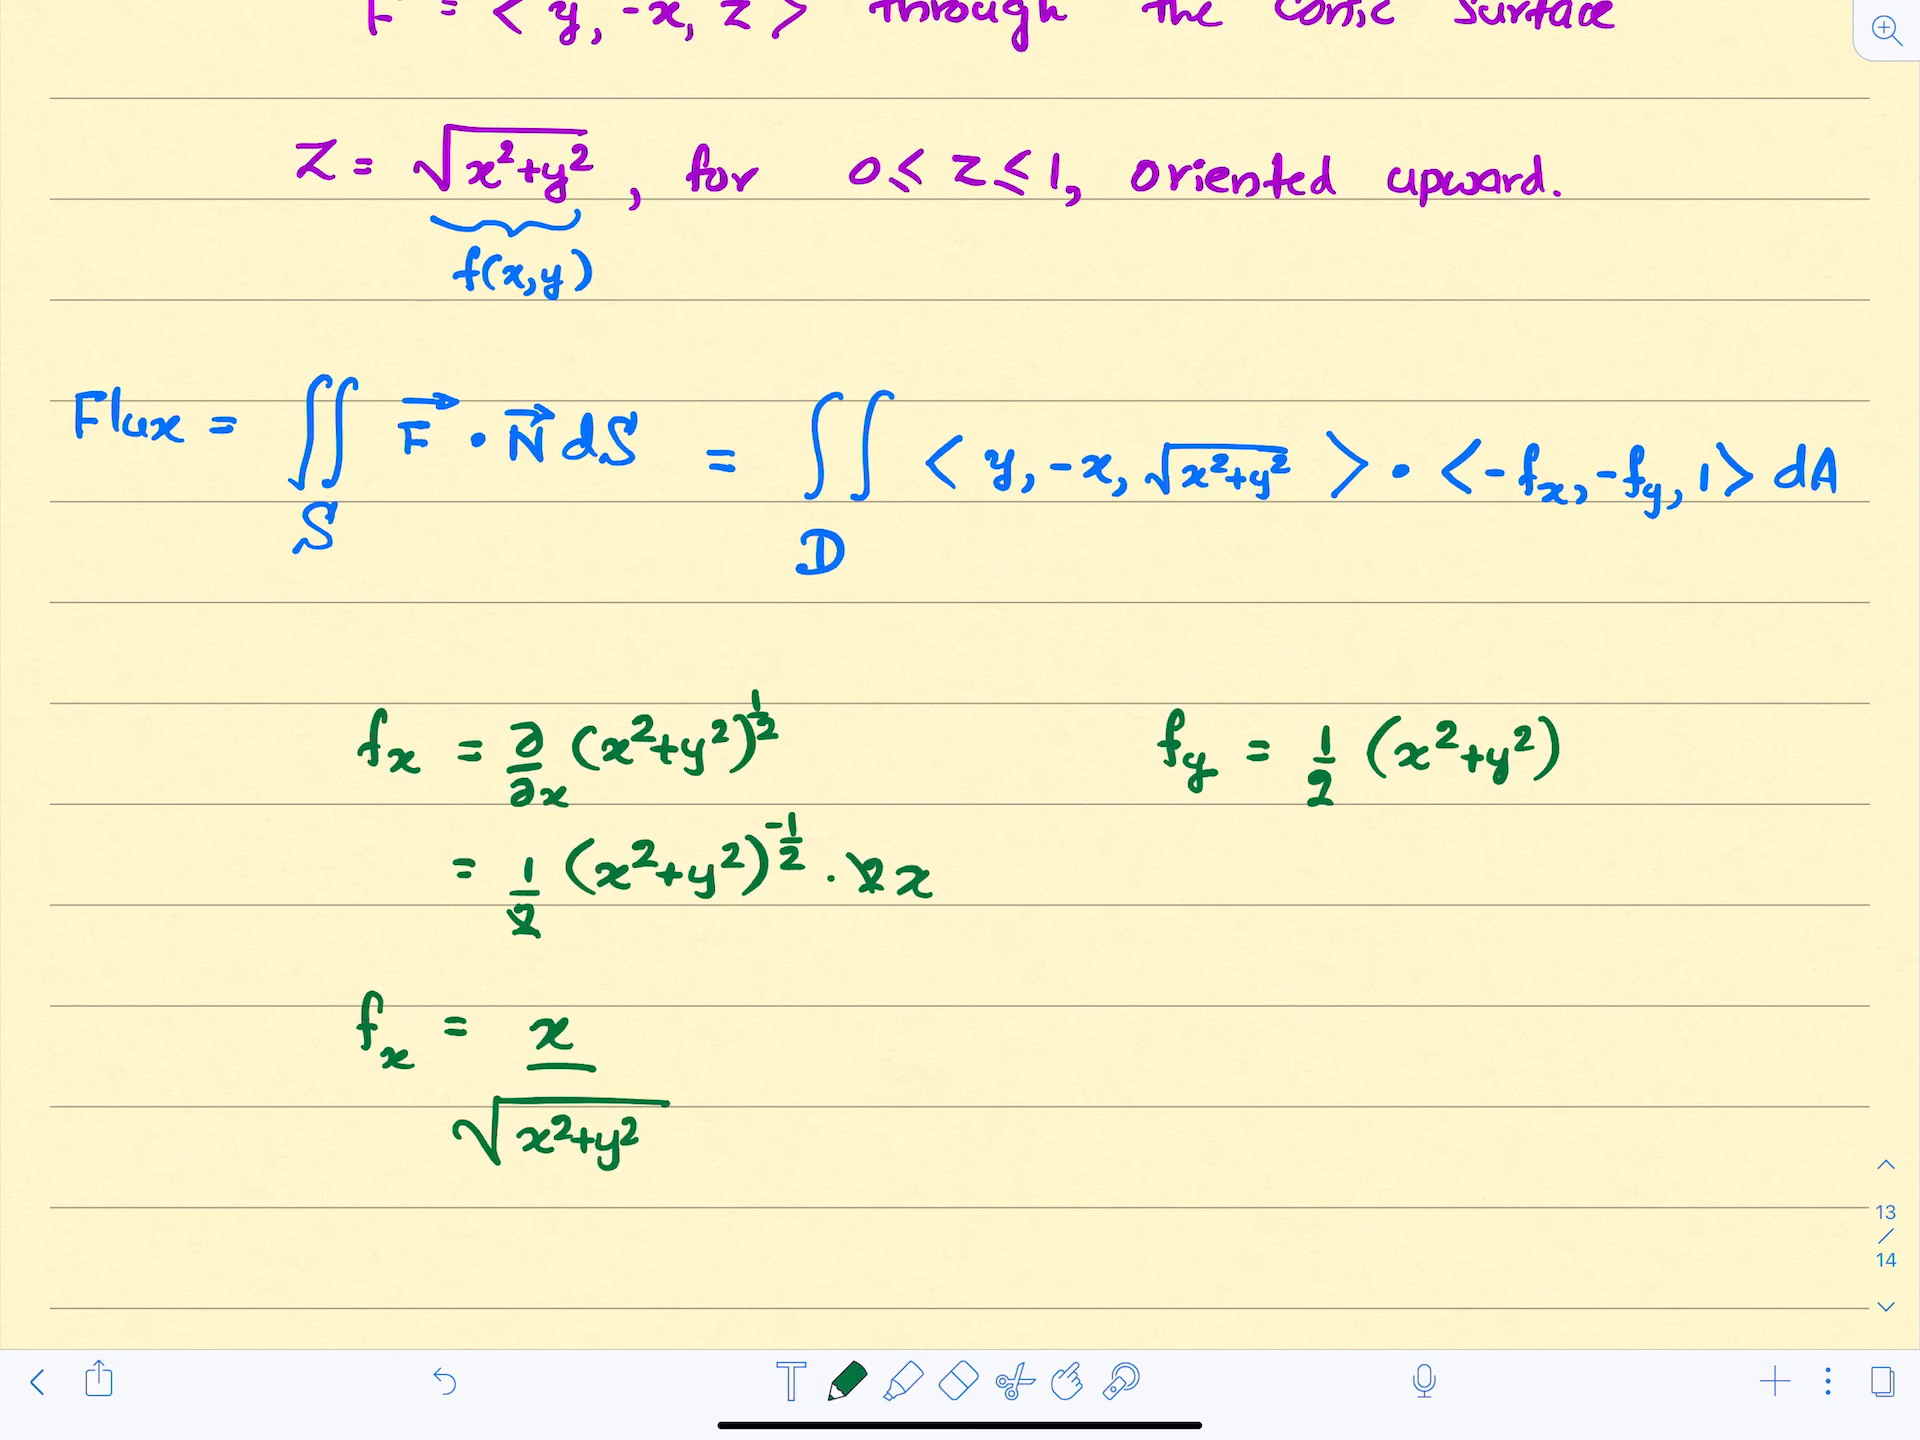 F = < y, -x, z > through the conic surface
z = √(x²+y²), for 0 ≤ z ≤ 1, oriented upward.
f(x,y)
Flux = ∬_S F⃗ • N⃗ dS = ∬_D < y, -x, √(x²+y²) > • < -f_x, -f_y, 1 > dA
f_x = ∂/∂x (x²+y²)^(1/2)
f_y = 1/2 (x²+y²)
= 1/2 (x²+y²)^(-1/2) . 2x
f_x = x/√(x²+y²)
13
/
14
T